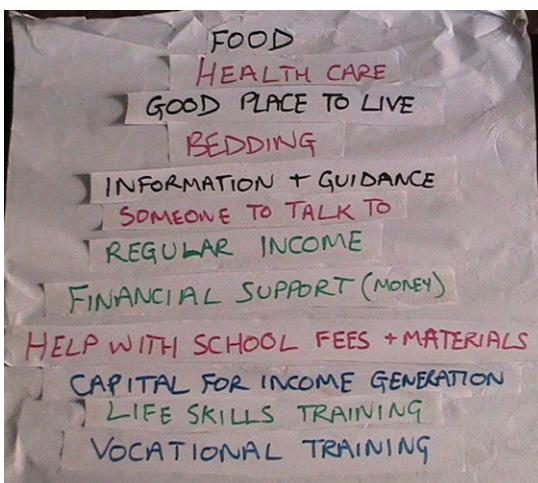 FOOD
HEALTH CARE
GOOD PLACE TO LIVE
BEDDING
INFORMATION + GUIDANCE
SOMEONE TO TALK TO
REGULAR INCOME
FINANCIAL SUPPORT (MONEY)
HELP WITH SCHOOL FEES + MATERIALS
CAPITAL FOR INCOME GENERATION
LIFE SKILLS TRAINING
VOCATIONAL TRAINING